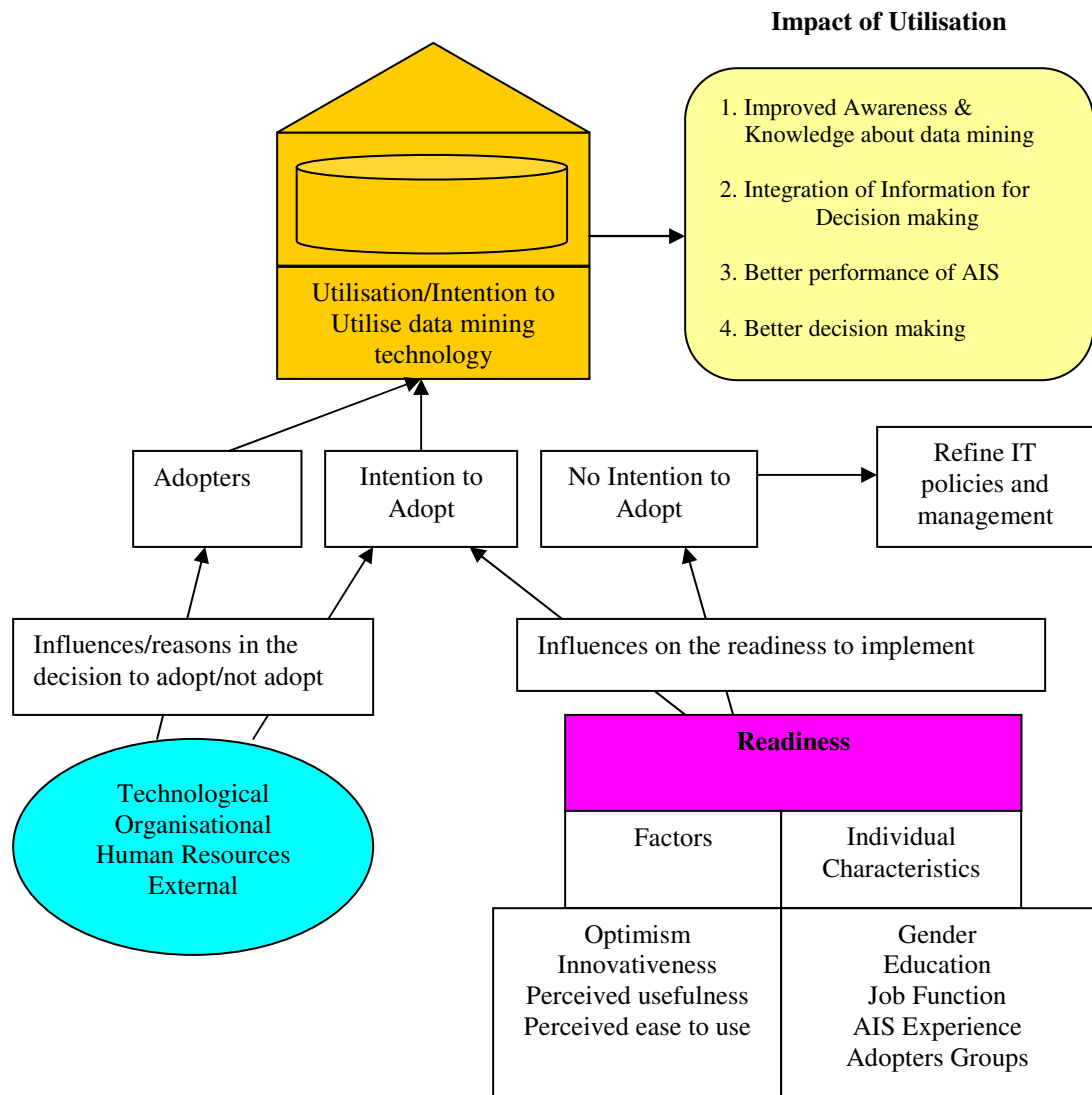 Impact of Utilisation
1. Improved Awareness &
Knowledge about data mining
2. Integration of Information for
Decision making
3. Better performance of AIS
4. Better decision making
Utilisation/Intention to
Utilise data mining
technology
Adopters
Intention to
Adopt
No Intention to
Adopt
Refine IT
policies and
management
Influences/reasons in the
decision to adopt/not adopt
Influences on the readiness to implement
Technological
Organisational
Human Resources
External
Readiness
Factors
Individual
Characteristics
Optimism
Innovativeness
Perceived usefulness
Perceived ease to use
Gender
Education
Job Function
AIS Experience
Adopters Groups